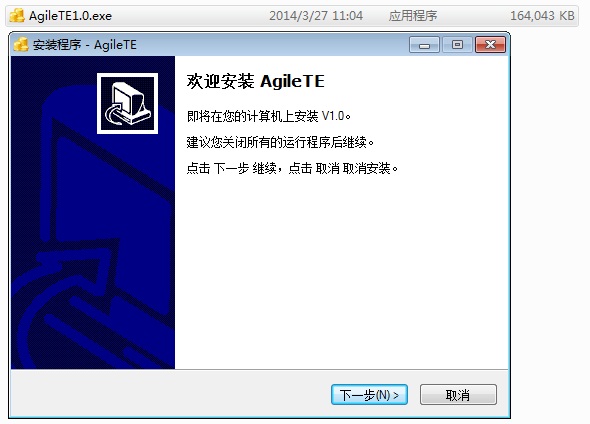 AgileTE1.0.exe 2014/3/27 11:04 应用程序 164,043 KB
安装程序 - AgileTE
欢迎安装 AgileTE
即将在您的计算机上安装 V1.0。
建议您关闭所有的运行程序后继续。
点击 下一步 继续，点击 取消 取消安装。
下一步(N) > 取消